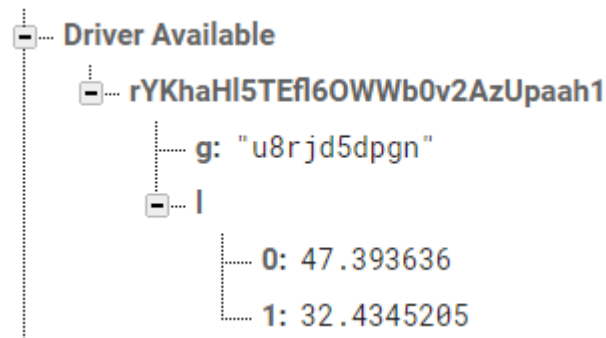 Driver Available
rYKhaHl5TEfl6OWWb0v2AzUpaah1
g: "u8rjd5dpgn"
l
0: 47.393636
1: 32.4345205